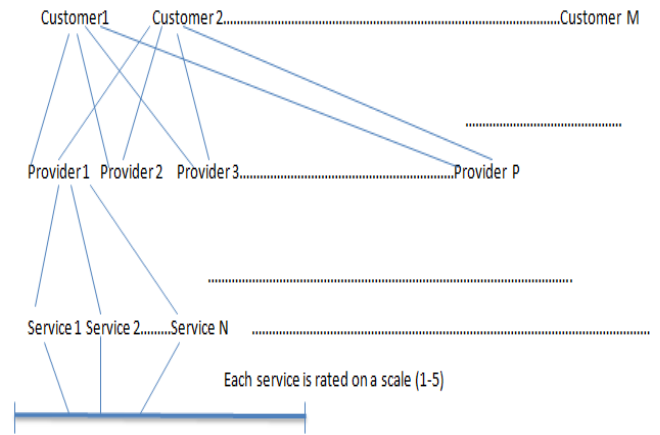 Customer1 Customer 2..........................................................................................Customer M
..........................................
Provider 1 Provider 2 Provider 3..........................................................Provider P
..................................................................................................
Service 1 Service 2........Service N ...........................................................................................................
Each service is rated on a scale (1-5)